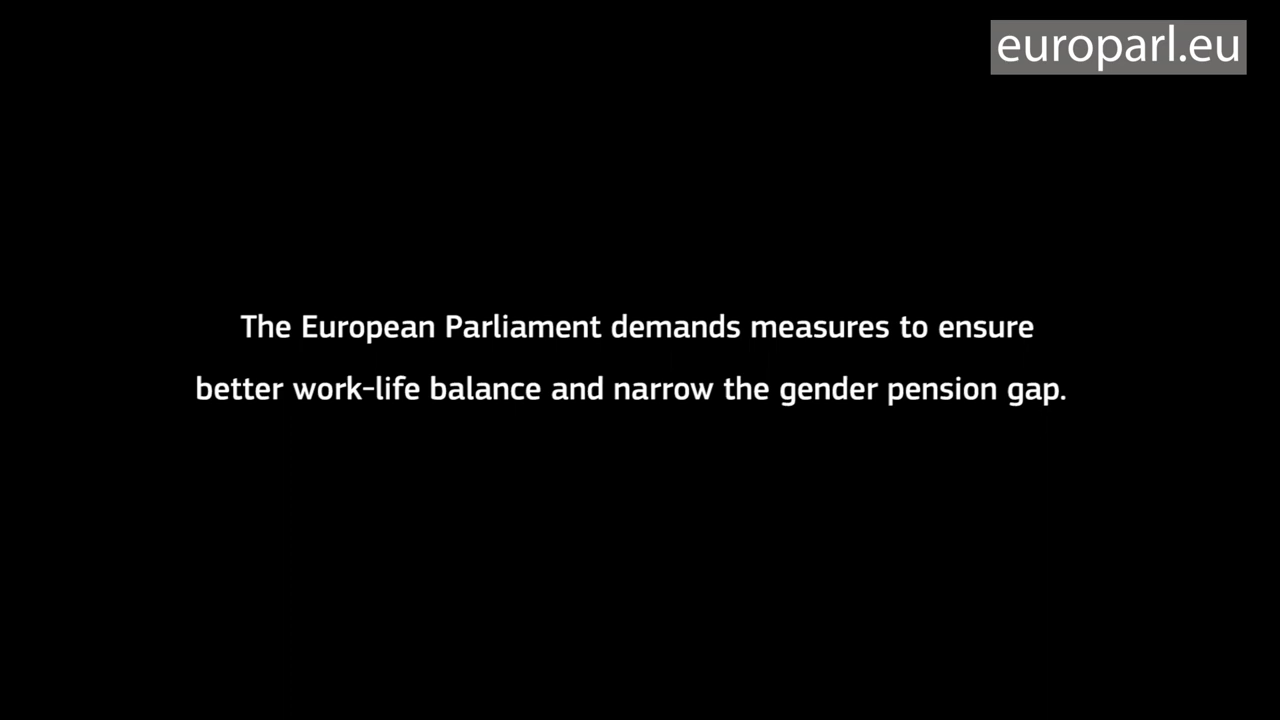 europarl.eu
The European Parliament demands measures to ensure
better work-life balance and narrow the gender pension gap.